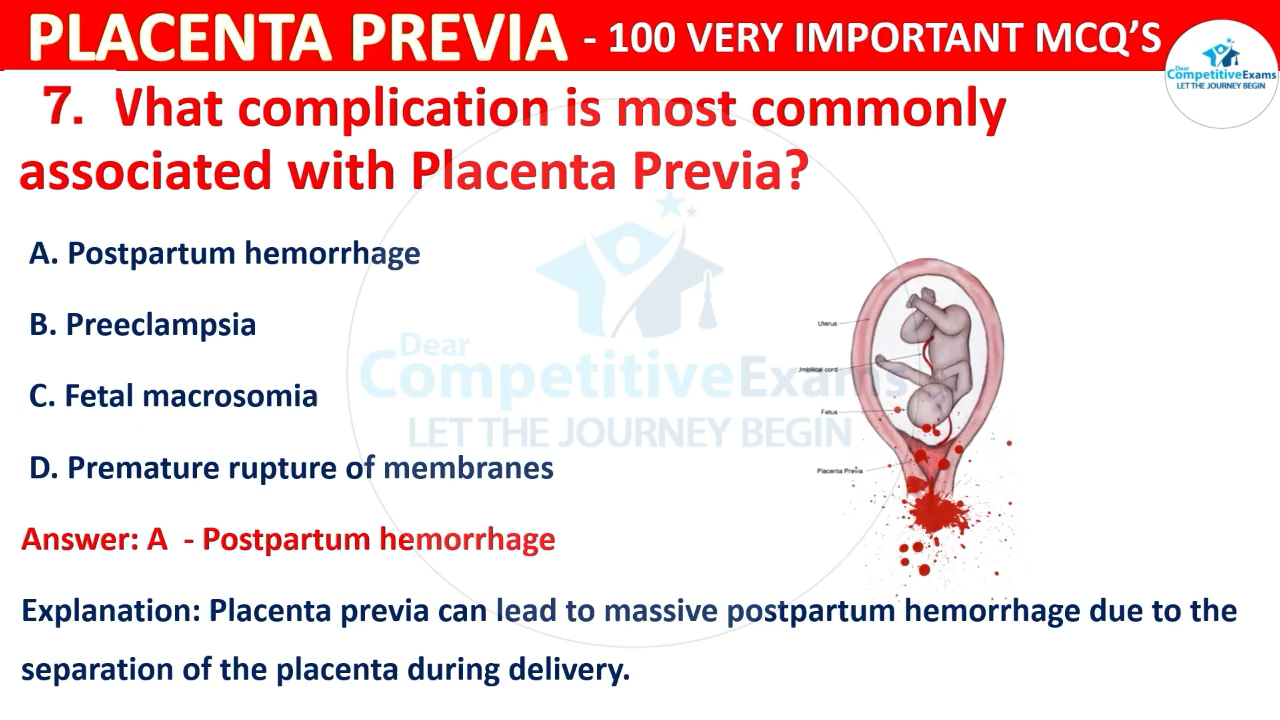 PLACENTA PREVIA - 100 VERY IMPORTANT MCQ'S
Dear
CompetitiveExams
LET THE JOURNEY BEGIN
7. What complication is most commonly
associated with Placenta Previa?
A. Postpartum hemorrhage
B. Preeclampsia
C. Fetal macrosomia
D. Premature rupture of membranes
Dear
CompetitiveExams
LET THE JOURNEY BEGIN
Uterus
Umbilical cord
Fetus
Placenta Previa
Answer: A - Postpartum hemorrhage
Explanation: Placenta previa can lead to massive postpartum hemorrhage due to the
separation of the placenta during delivery.